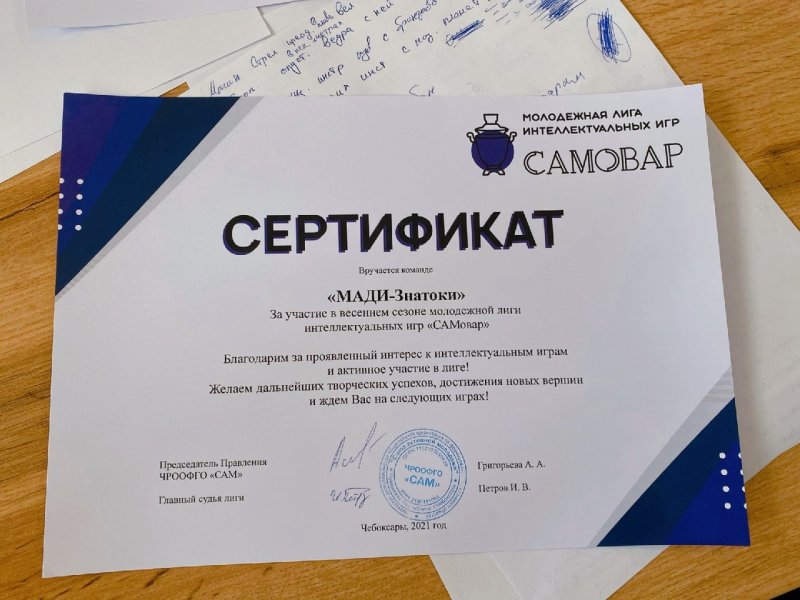 МОЛОДЕЖНАЯ ЛИГА
ИНТЕЛЛЕКТУАЛЬНЫХ ИГР
САМОВАР
СЕРТИФИКАТ
Вручается команде
«МАДИ-Знатоки»
За участие в весеннем сезоне молодежной лиги
интеллектуальных игр «САМовар»
Благодарим за проявленный интерес к интеллектуальным играм
и активное участие в лиге!
Желаем дальнейших творческих успехов, достижения новых вершин
и ждем Вас на следующих играх!
Председатель Правления
ЧРООФГО «САМ»
Григорьева А. А.
Главный судья лиги
Петров И. В.
ЧРООФГО
«САМ»
Чебоксары, 2021 год